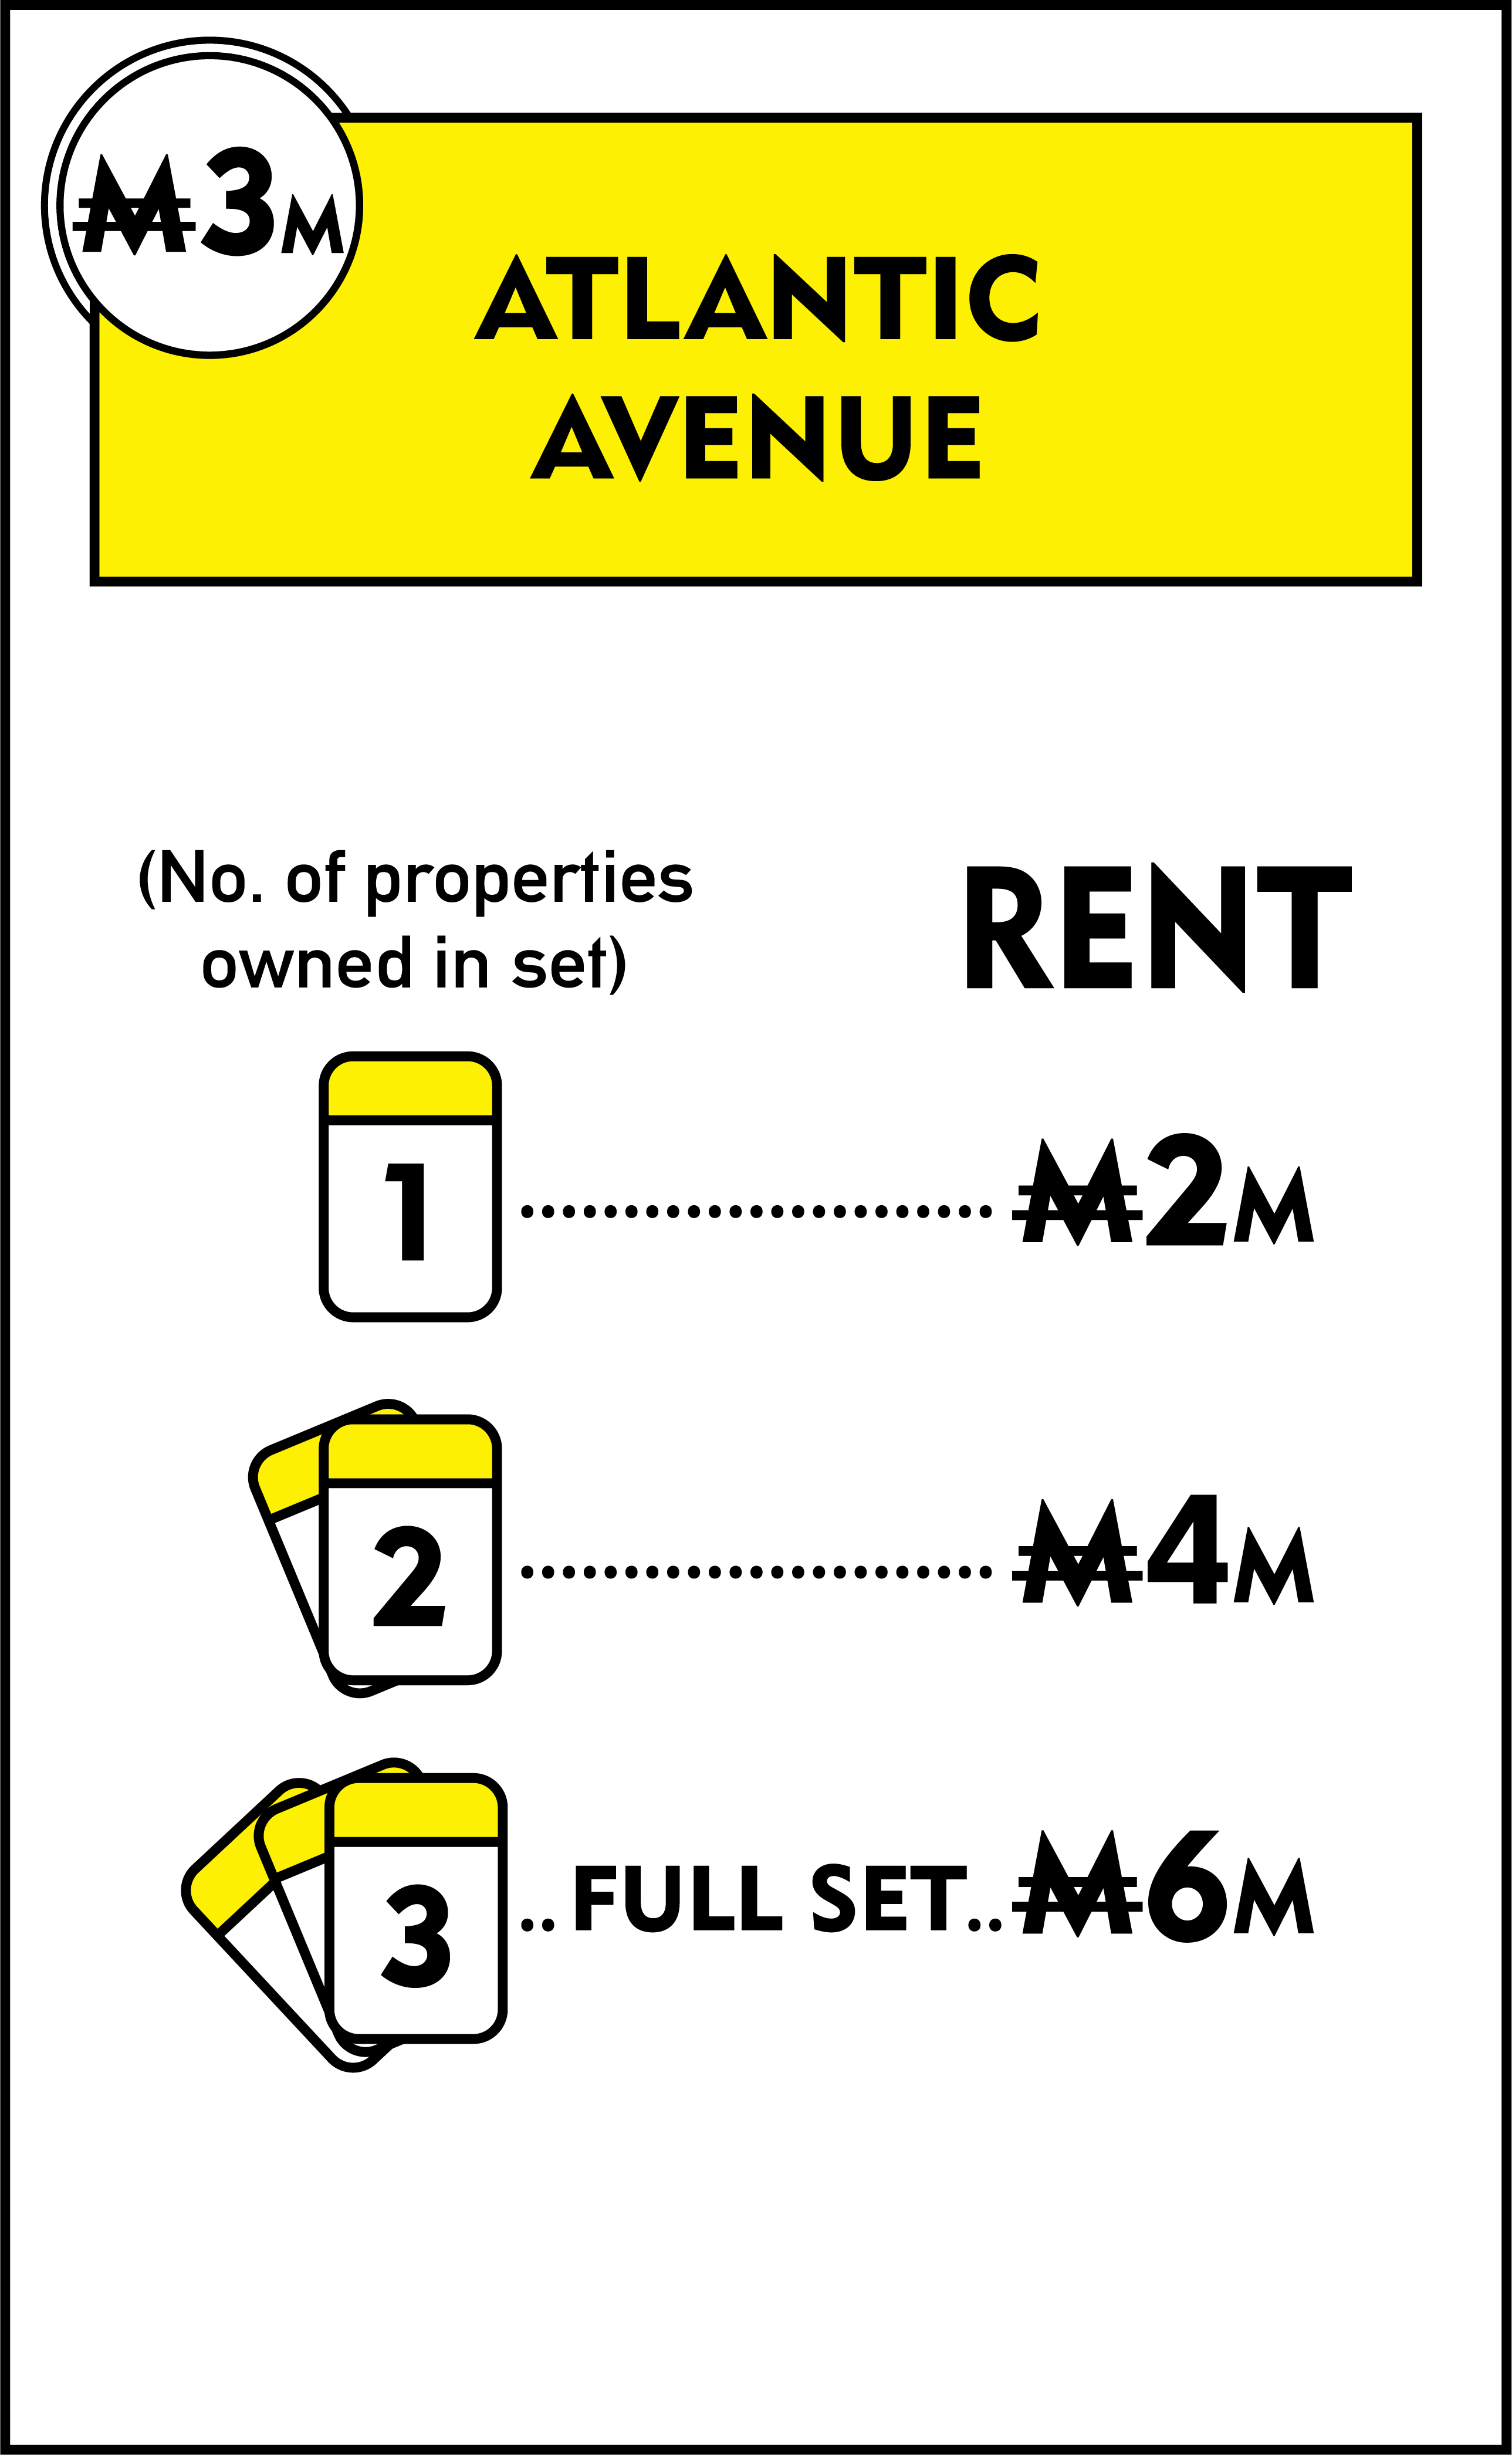 ₩3M
ATLANTIC
AVENUE
(No. of properties
owned in set)
RENT
1 ....................... ₩2M
2 ....................... ₩4M
3 ..FULL SET.. ₩6M